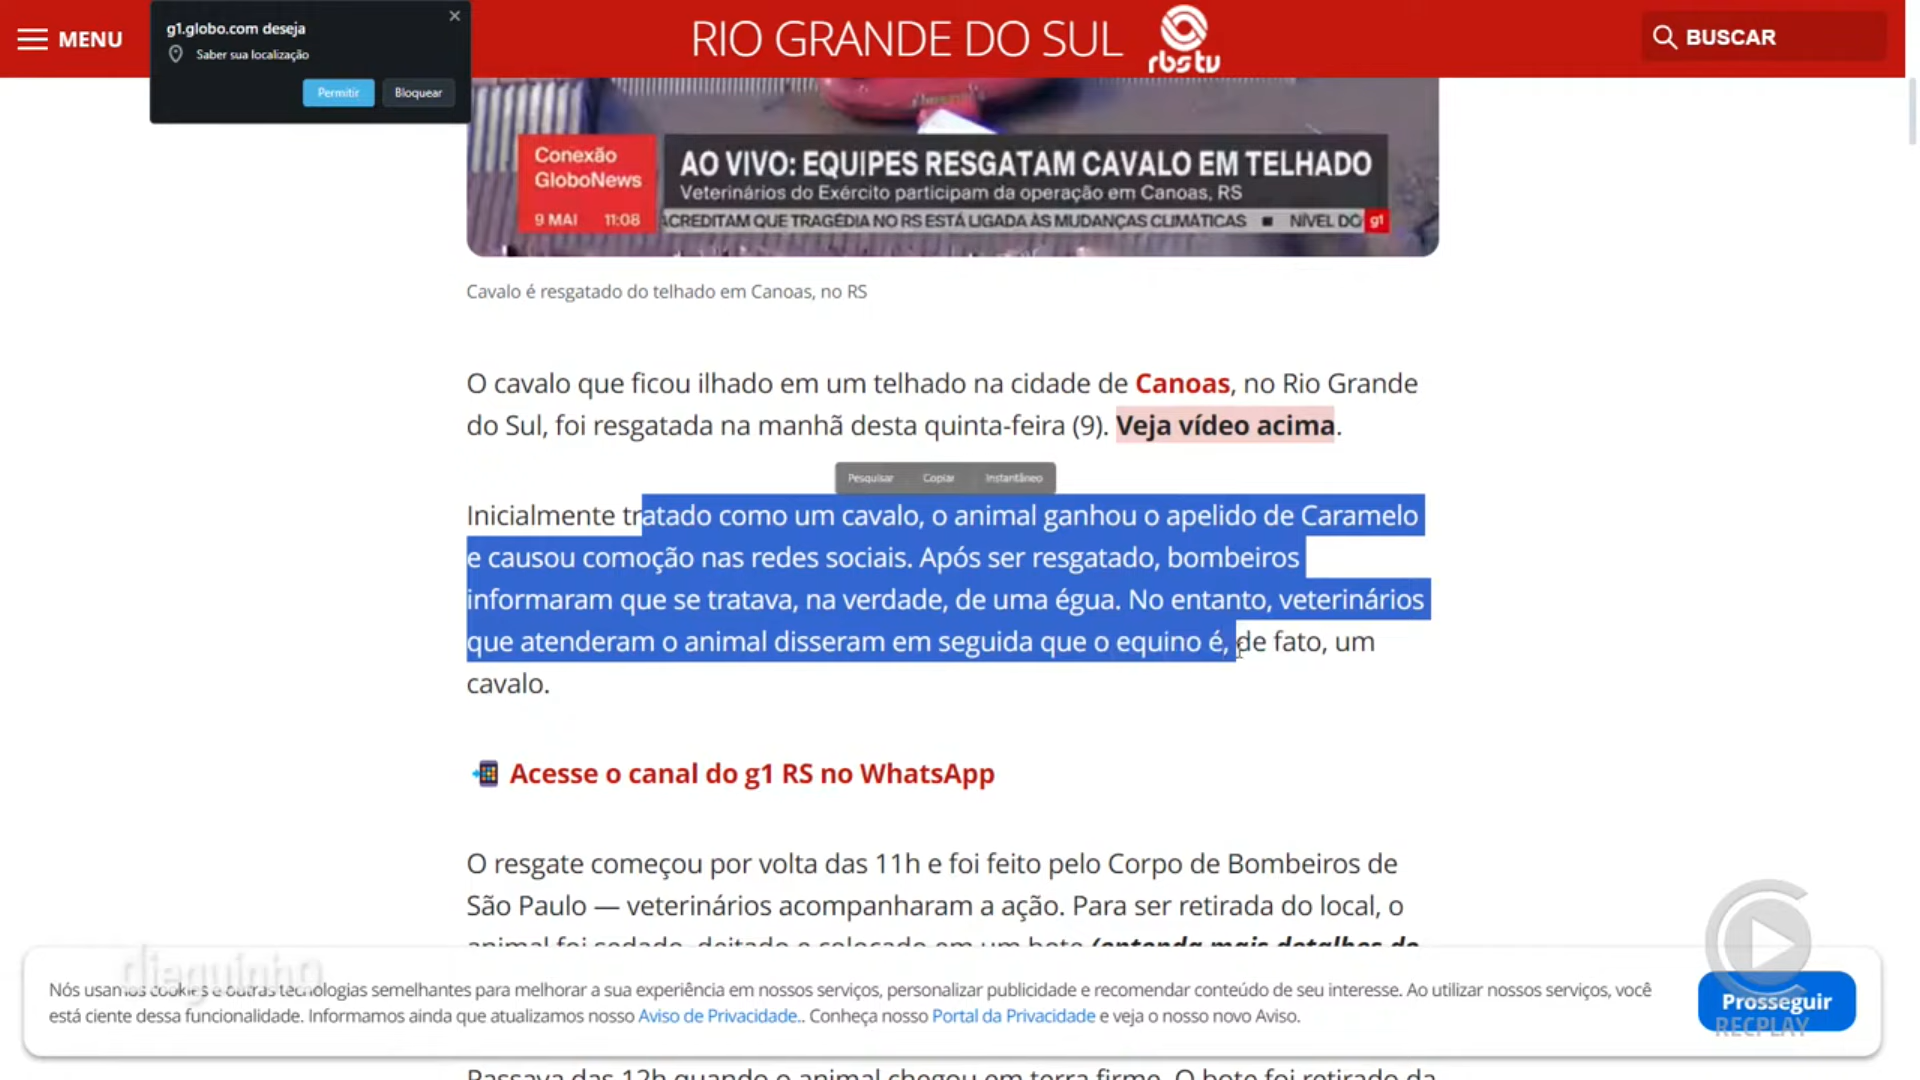 MENU
g1.globo.com deseja
Saber sua localização
Permitir
Bloquear
RIO GRANDE DO SUL
rbs tv
BUSCAR
Conexão
GloboNews
9 MAI 11:08
AO VIVO: EQUIPES RESGATAM CAVALO EM TELHADO
Veterinários do Exército participam da operação em Canoas, RS
ACREDITAM QUE TRAGÉDIA NO RS ESTÁ LIGADA ÀS MUDANÇAS CLIMÁTICAS ■ NÍVEL DO g1
Cavalo é resgatado do telhado em Canoas, no RS
O cavalo que ficou ilhado em um telhado na cidade de Canoas, no Rio Grande
do Sul, foi resgatada na manhã desta quinta-feira (9). Veja vídeo acima.
Pesquisar Copiar Instantâneo
Inicialmente tratado como um cavalo, o animal ganhou o apelido de Caramelo
e causou comoção nas redes sociais. Após ser resgatado, bombeiros
informaram que se tratava, na verdade, de uma égua. No entanto, veterinários
que atenderam o animal disseram em seguida que o equino é, de fato, um
cavalo.
Acesse o canal do g1 RS no WhatsApp
O resgate começou por volta das 11h e foi feito pelo Corpo de Bombeiros de
São Paulo — veterinários acompanharam a ação. Para ser retirada do local, o
animal foi sedado, deitado e colocado em um bote (entenda mais detalhes do
dieguinho
Nós usamos cookies e outras tecnologias semelhantes para melhorar a sua experiência em nossos serviços, personalizar publicidade e recomendar conteúdo de seu interesse. Ao utilizar nossos serviços, você
está ciente dessa funcionalidade. Informamos ainda que atualizamos nosso Aviso de Privacidade.. Conheça nosso Portal da Privacidade e veja o nosso novo Aviso.
Prosseguir
RECPLAY
Passava das 12h quando o animal chegou em terra firme. O bote foi retirado da